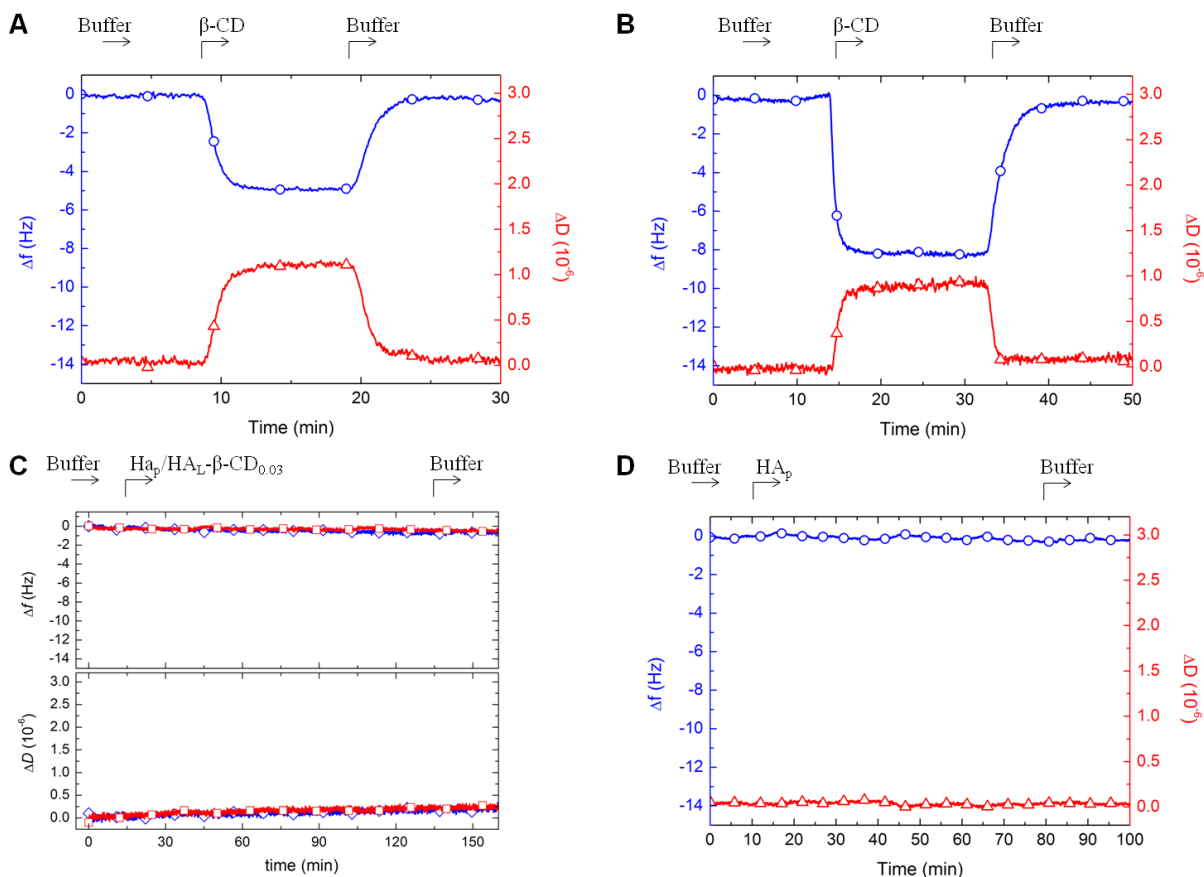 A
Buffer
β-CD
Buffer
0
-2
-4
-6
-8
-10
-12
-14
Δf (Hz)
3.0
2.5
2.0
1.5
1.0
0.5
0.0
ΔD (10-6)
0 10 20 30
Time (min)
B
Buffer
β-CD
Buffer
0
-2
-4
-6
-8
-10
-12
-14
Δf (Hz)
3.0
2.5
2.0
1.5
1.0
0.5
0.0
ΔD (10-6)
0 10 20 30 40 50
Time (min)
C
Buffer
Hap/HAL-β-CD0.03
Buffer
0
-2
-4
-6
-8
-10
-12
-14
Δf (Hz)
3.0
2.5
2.0
1.5
1.0
0.5
0.0
ΔD (10-6)
0 30 60 90 120 150
time (min)
D
Buffer
HAp
Buffer
0
-2
-4
-6
-8
-10
-12
-14
Δf (Hz)
3.0
2.5
2.0
1.5
1.0
0.5
0.0
ΔD (10-6)
0 10 20 30 40 50 60 70 80 90 100
Time (min)